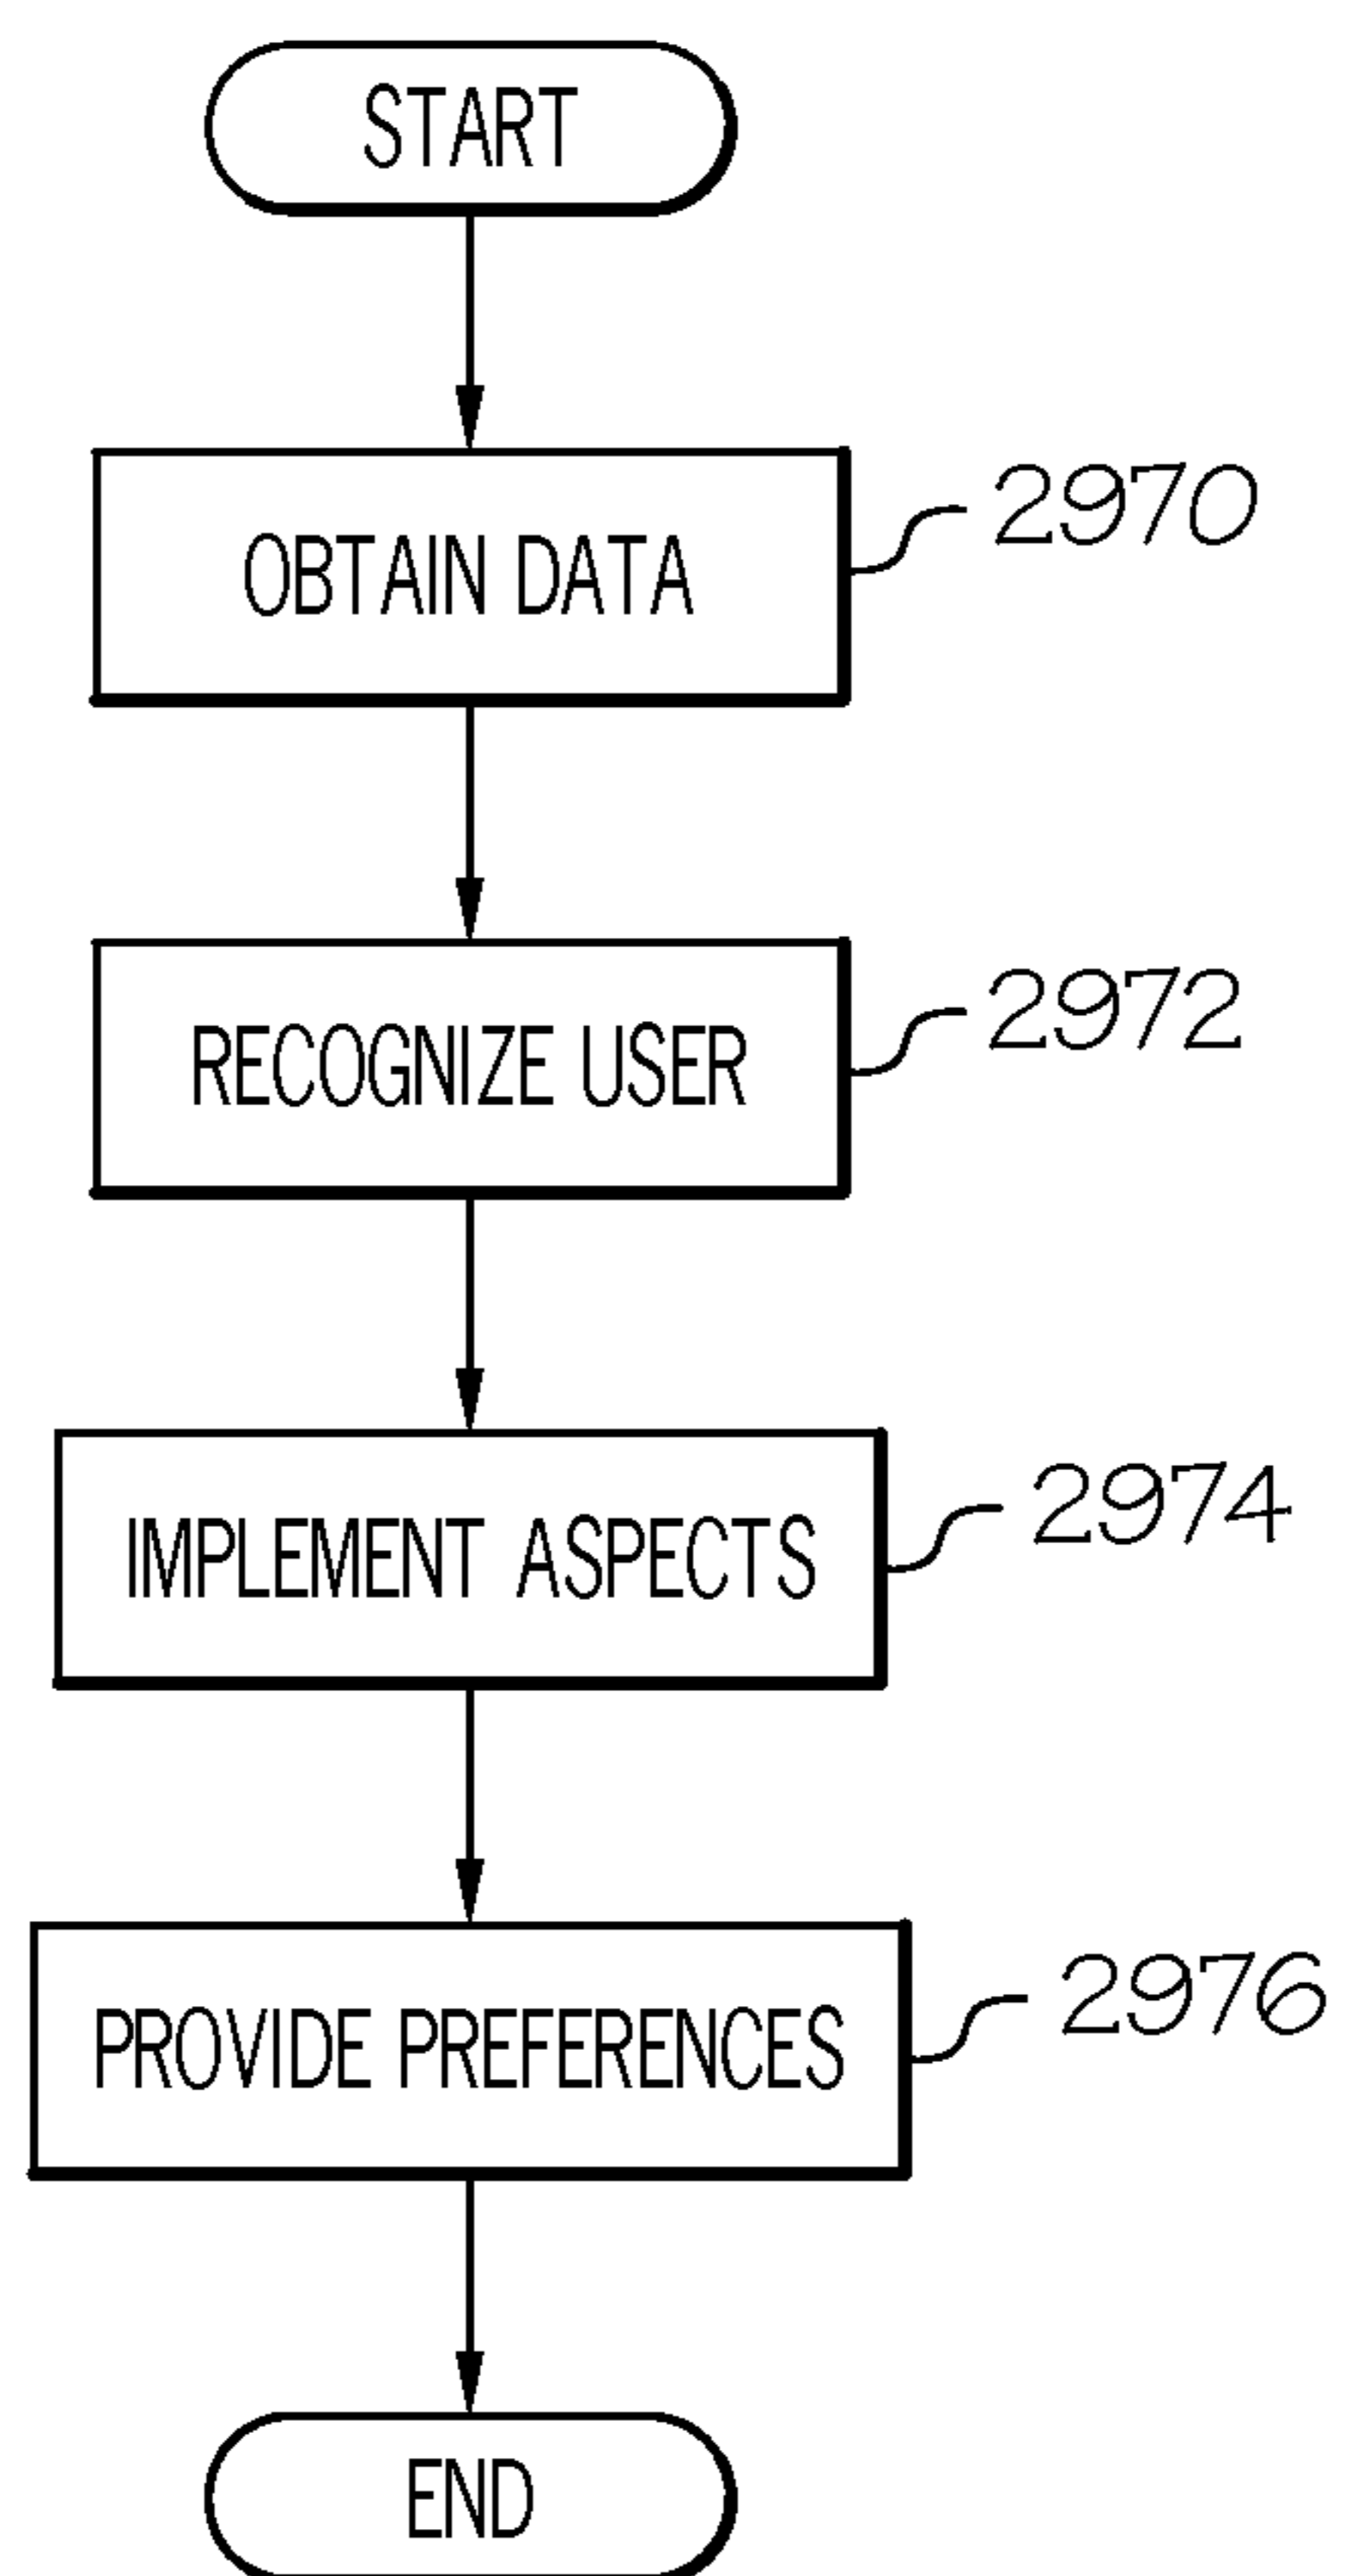 START
OBTAIN DATA
2970
RECOGNIZE USER
2972
IMPLEMENT ASPECTS
2974
PROVIDE PREFERENCES
2976
END